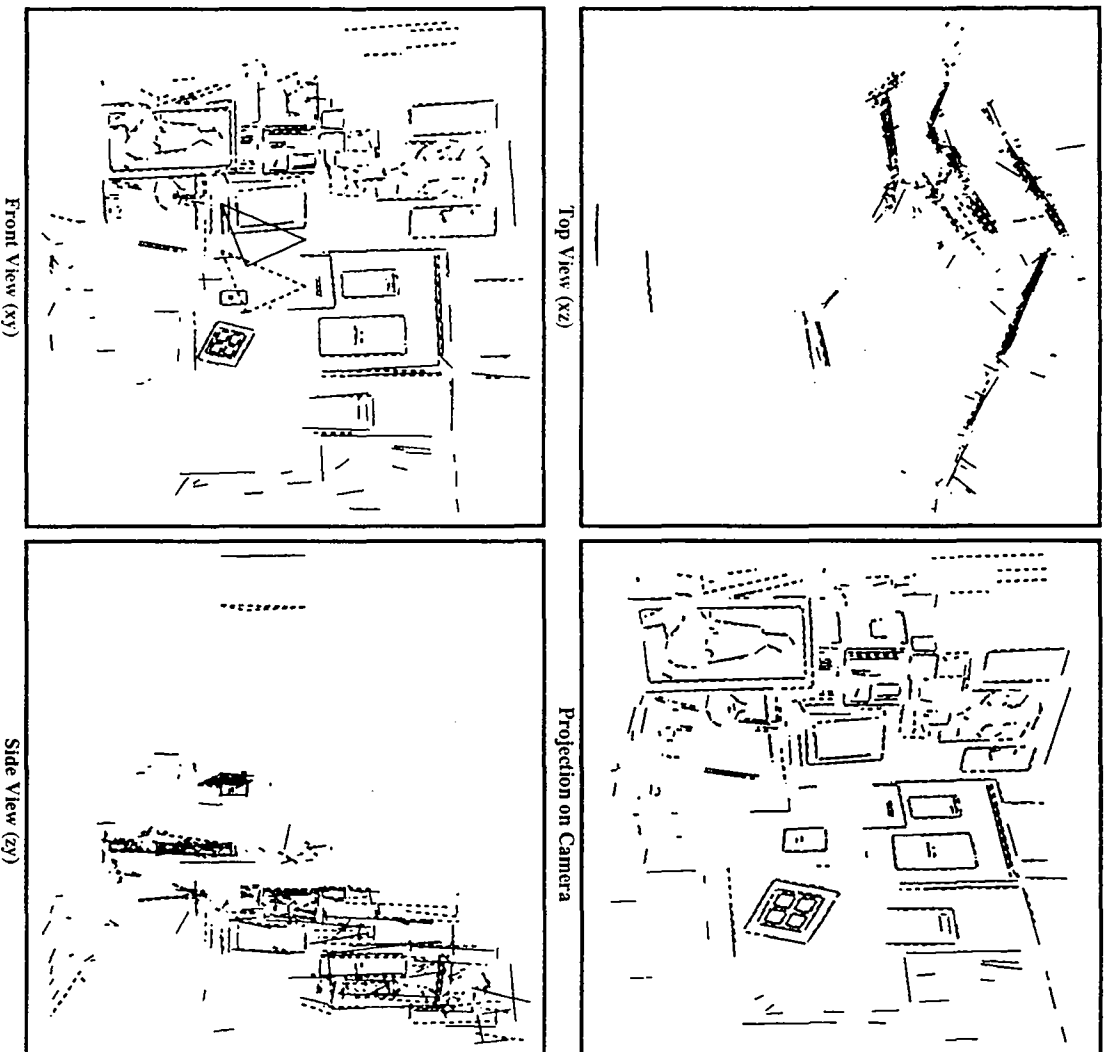 Top View (xz)
Projection on Camera
Front View (xy)
Side View (zy)